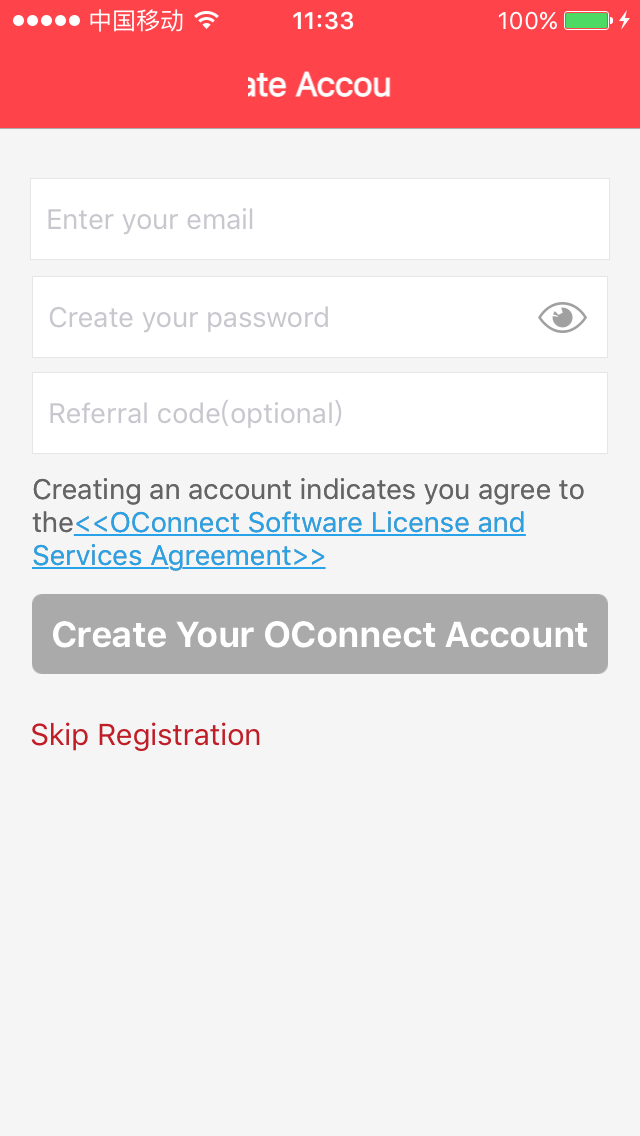 中国移动 11:33 100%
ate Accou
Enter your email
Create your password
Referral code(optional)
Creating an account indicates you agree to
the<<OConnect Software License and
Services Agreement>>
Create Your OConnect Account
Skip Registration